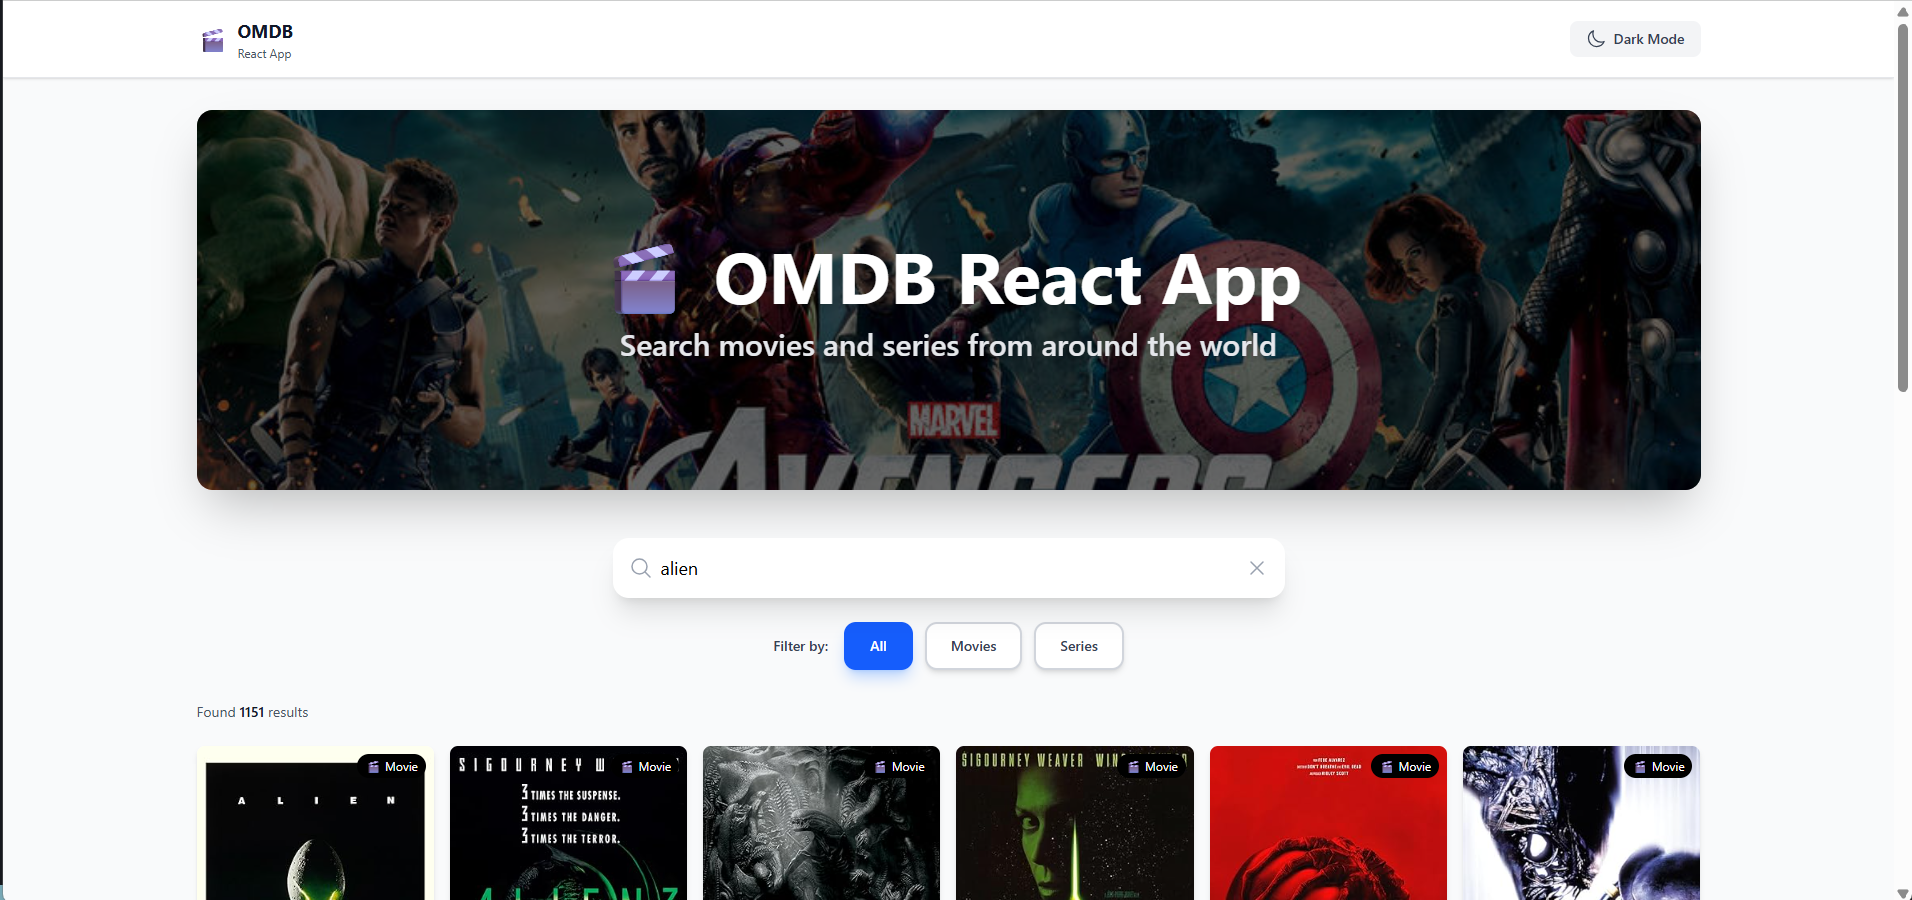 OMDB
React App
Dark Mode
OMDB React App
Search movies and series from around the world
MARVEL
AVENGERS
alien
Filter by:
All
Movies
Series
Found 1151 results
Movie
ALIEN
Movie
SIGOURNEY W
3 TIMES THE SUSPENSE.
3 TIMES THE DANGER.
3 TIMES THE TERROR.
ALIEN3
Movie
Movie
SIGOURNEY WEAVER WIN
Movie
Movie